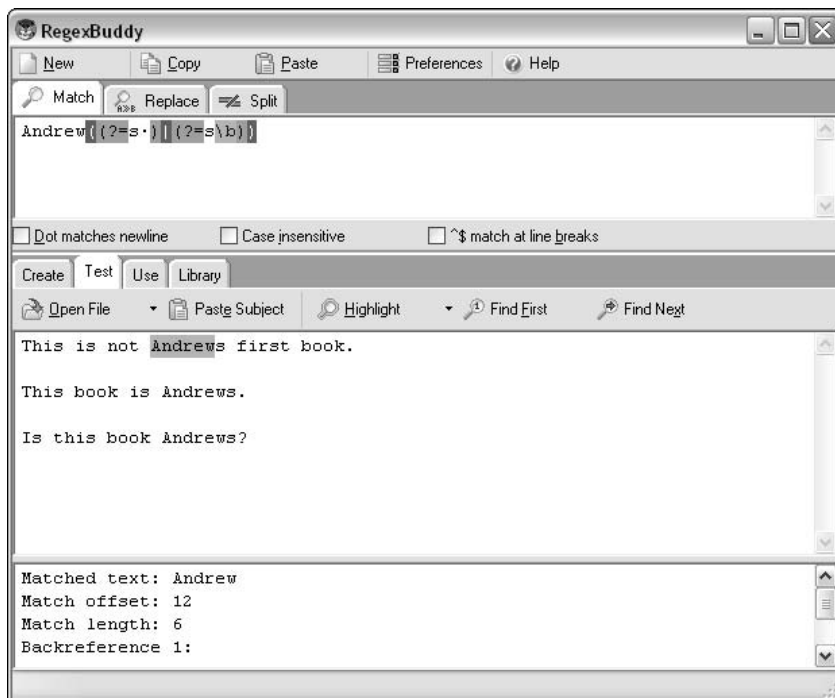 RegexBuddy
New Copy Paste Preferences Help
Match Replace Split
Andrew((?=s·)|(?=s\b))
Dot matches newline Case insensitive ^$ match at line breaks
Create Test Use Library
Open File Paste Subject Highlight Find First Find Next
This is not Andrews first book.
This book is Andrews.
Is this book Andrews?
Matched text: Andrew
Match offset: 12
Match length: 6
Backreference 1: